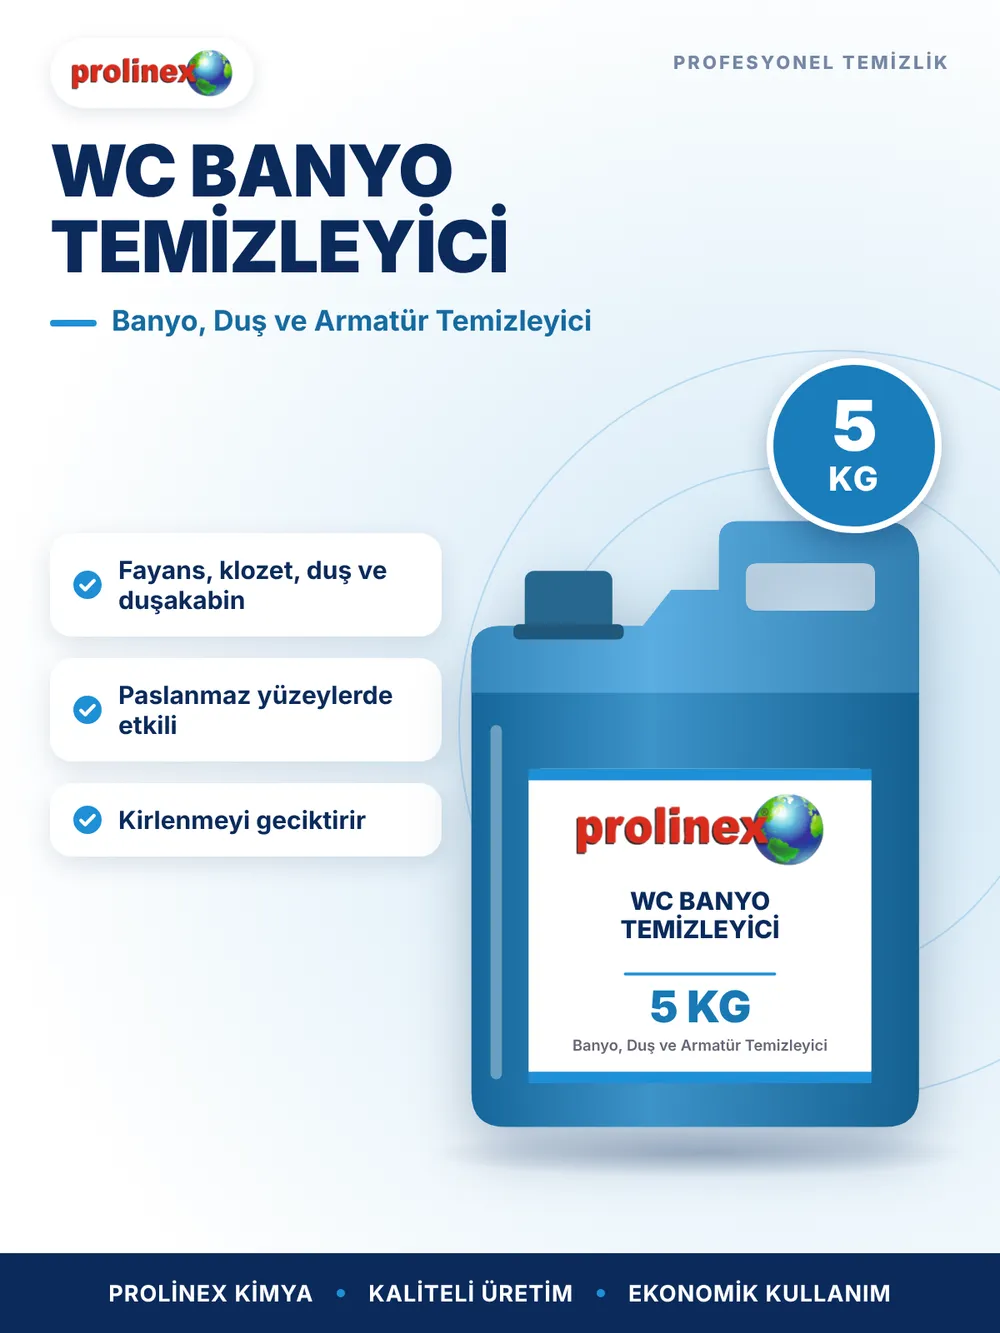 prolinex
PROFESYONEL TEMİZLİK
WC BANYO
TEMİZLEYİCİ
Banyo, Duş ve Armatür Temizleyici
5
KG
Fayans, klozet, duş ve
duşakabin
Paslanmaz yüzeylerde
etkili
Kirlenmeyi geciktirir
prolinex®
WC BANYO
TEMİZLEYİCİ
5 KG
Banyo, Duş ve Armatür Temizleyici
PROLİNEX KİMYA • KALİTELİ ÜRETİM • EKONOMİK KULLANIM